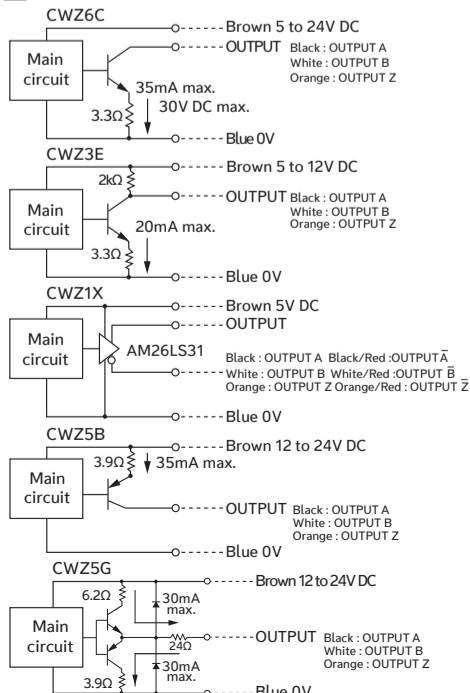 CWZ6C
Main circuit
Brown 5 to 24V DC
OUTPUT Black : OUTPUT A
White : OUTPUT B
Orange : OUTPUT Z
35mA max.
30V DC max.
3.3Ω
Blue 0V
CWZ3E
Main circuit
Brown 5 to 12V DC
2kΩ
OUTPUT Black : OUTPUT A
White : OUTPUT B
Orange : OUTPUT Z
20mA max.
3.3Ω
Blue 0V
CWZ1X
Main circuit
Brown 5V DC
OUTPUT
AM26LS31
Black : OUTPUT A Black/Red :OUTPUT A̅
White : OUTPUT B White/Red :OUTPUT B̅
Orange : OUTPUT Z Orange/Red : OUTPUT Z̅
Blue 0V
CWZ5B
Main circuit
Brown 12 to 24V DC
3.9Ω
35mA max.
OUTPUT Black : OUTPUT A
White : OUTPUT B
Orange : OUTPUT Z
Blue 0V
CWZ5G
Main circuit
Brown 12 to 24V DC
6.2Ω
30mA max.
24Ω
OUTPUT Black : OUTPUT A
White : OUTPUT B
Orange : OUTPUT Z
30mA max.
3.9Ω
Blue 0V